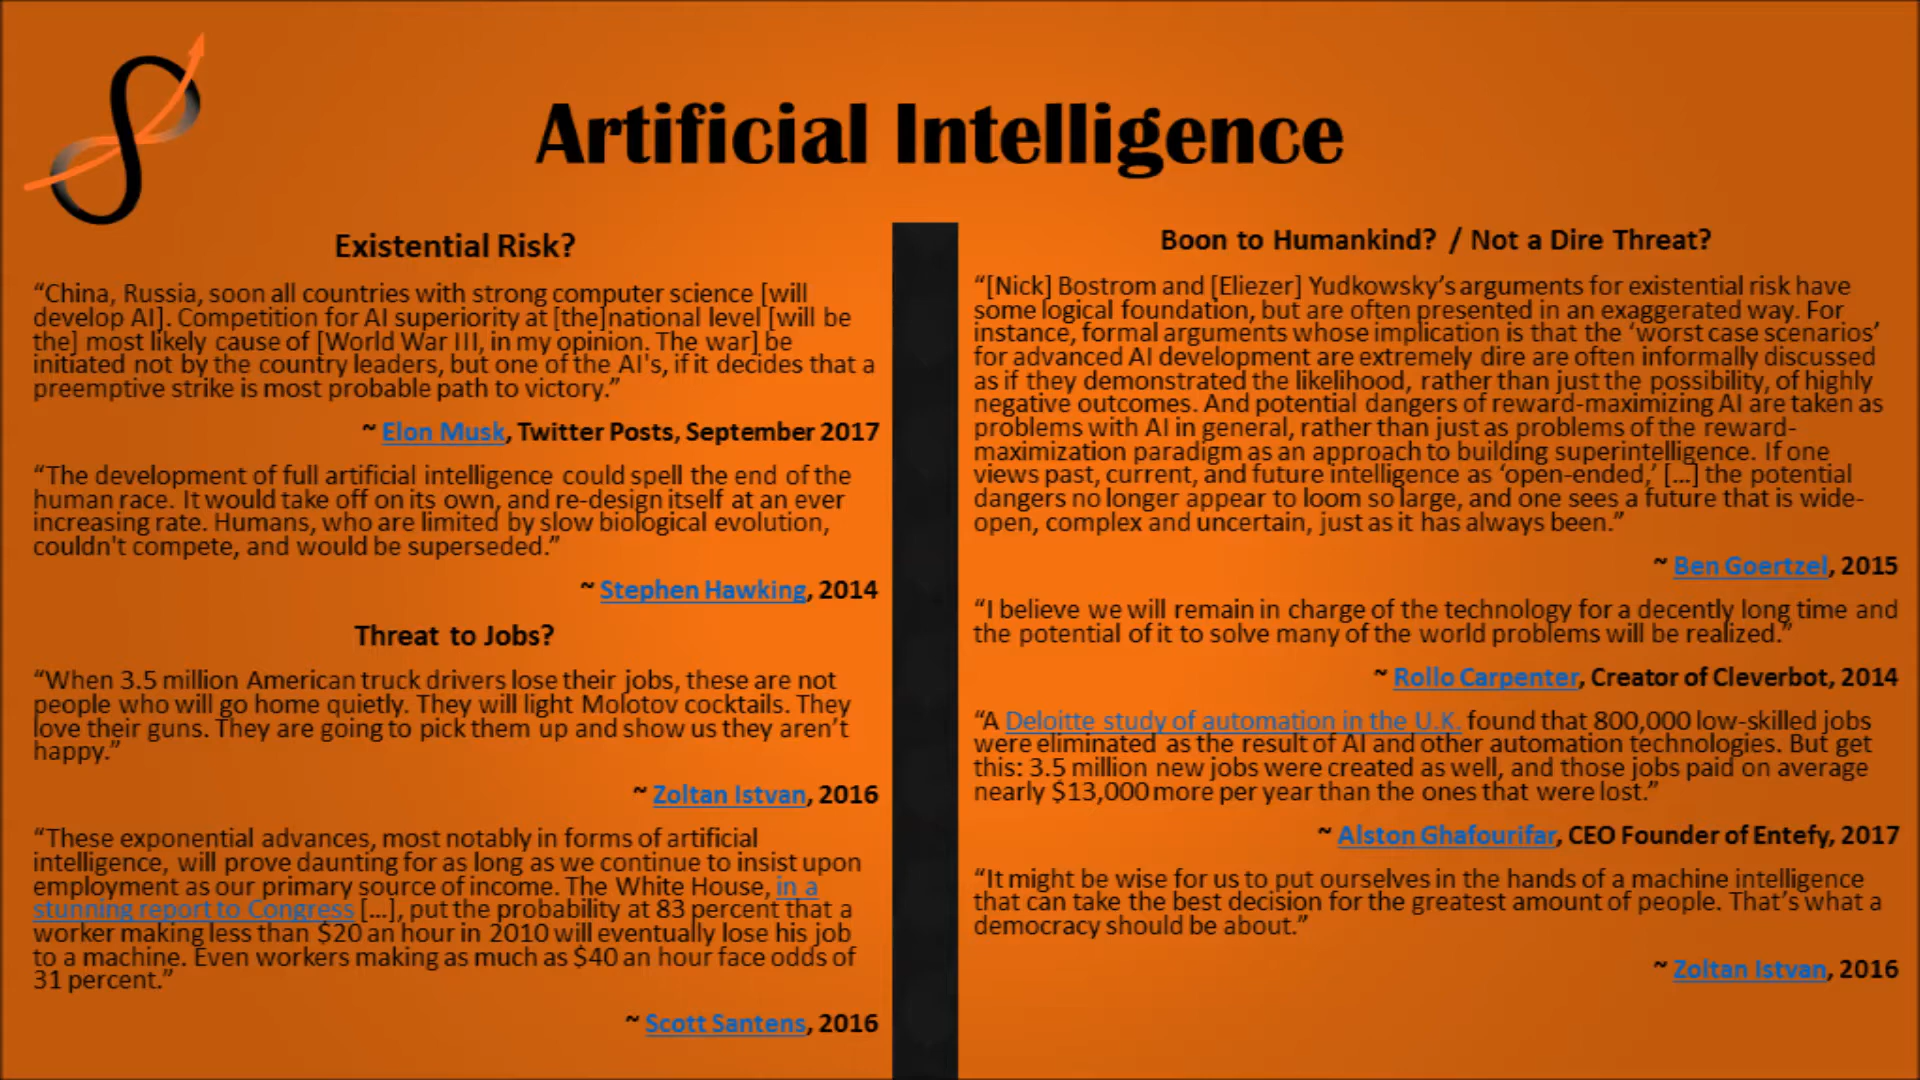 Artificial Intelligence
Existential Risk?
“China, Russia, soon all countries with strong computer science [will
develop AI]. Competition for AI superiority at [the]national level [will be
the] most likely cause of [World War III, in my opinion. The war] be
initiated not by the country leaders, but one of the AI's, if it decides that a
preemptive strike is most probable path to victory.”
~ Elon Musk, Twitter Posts, September 2017
“The development of full artificial intelligence could spell the end of the
human race. It would take off on its own, and re-design itself at an ever
increasing rate. Humans, who are limited by slow biological evolution,
couldn't compete, and would be superseded.”
~ Stephen Hawking, 2014
Threat to Jobs?
“When 3.5 million American truck drivers lose their jobs, these are not
people who will go home quietly. They will light Molotov cocktails. They
love their guns. They are going to pick them up and show us they aren’t
happy.”
~ Zoltan Istvan, 2016
“These exponential advances, most notably in forms of artificial
intelligence, will prove daunting for as long as we continue to insist upon
employment as our primary source of income. The White House, in a
stunning report to Congress […], put the probability at 83 percent that a
worker making less than $20 an hour in 2010 will eventually lose his job
to a machine. Even workers making as much as $40 an hour face odds of
31 percent.”
~ Scott Santens, 2016
Boon to Humankind? / Not a Dire Threat?
“[Nick] Bostrom and [Eliezer] Yudkowsky’s arguments for existential risk have
some logical foundation, but are often presented in an exaggerated way. For
instance, formal arguments whose implication is that the ‘worst case scenarios’
for advanced AI development are extremely dire are often informally discussed
as if they demonstrated the likelihood, rather than just the possibility, of highly
negative outcomes. And potential dangers of reward-maximizing AI are taken as
problems with AI in general, rather than just as problems of the reward-
maximization paradigm as an approach to building superintelligence. If one
views past, current, and future intelligence as ‘open-ended,’ […] the potential
dangers no longer appear to loom so large, and one sees a future that is wide-
open, complex and uncertain, just as it has always been.”
~ Ben Goertzel, 2015
“I believe we will remain in charge of the technology for a decently long time and
the potential of it to solve many of the world problems will be realized.”
~ Rollo Carpenter, Creator of Cleverbot, 2014
“A Deloitte study of automation in the U.K. found that 800,000 low-skilled jobs
were eliminated as the result of AI and other automation technologies. But get
this: 3.5 million new jobs were created as well, and those jobs paid on average
nearly $13,000 more per year than the ones that were lost.”
~ Alston Ghafourifar, CEO Founder of Entefy, 2017
“It might be wise for us to put ourselves in the hands of a machine intelligence
that can take the best decision for the greatest amount of people. That’s what a
democracy should be about.”
~ Zoltan Istvan, 2016